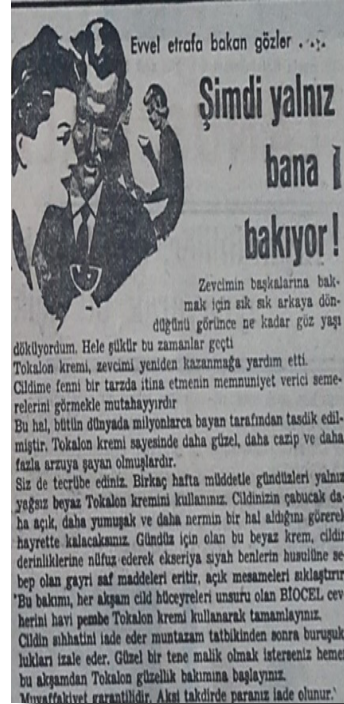 Evvel etrafa bakan gözler ....
Şimdi yalnız
bana
bakıyor!
Zevcimin başkalarına bak-
mak için sık sık arkaya dön-
düğünü görünce ne kadar göz yaşı
döküyordum. Hele şükür bu zamanlar geçti
Tokalon kremi, zevcimi yeniden kazanmağa yardım etti.
Cildime fenni bir tarzda itina etmenin memnuniyet verici seme-
relerini görmekle mutahayyırdır
Bu hal, bütün dünyada milyonlarca bayan tarafından tasdik edil-
miştir. Tokalon kremi sayesinde daha güzel, daha cazip ve daha
fazla arzuya şayan olmuşlardır.
Siz de tecrübe ediniz. Birkaç hafta müddetle gündüzleri yalnız
yağsız beyaz Tokalon kremini kullanınız. Cildinizin çabucak da-
ha açık, daha yumuşak ve daha nermin bir hal aldığını görerek
hayrette kalacaksınız. Gündüz için olan bu beyaz krem, cildin
derinliklerine nüfuz ederek ekseriya siyah benlerin husulüne se-
bep olan gayri saf maddeleri eritir, açık mesameleri sıklaştırır
Bu bakımı, her akşam cild hüceyreleri unsuru olan BİOCEL cev
herini havi pembe Tokalon kremi kullanarak tamamlayınız.
Cildin sıhhatini iade eder muntazam tatbikinden sonra buruşuk
lukları izale eder. Güzel bir tene malik olmak isterseniz heme
bu akşamdan Tokalon güzellik bakımına başlayınız.
Muvaffakiyet garantilidir. Aksi takdirde paranız iade olunur.